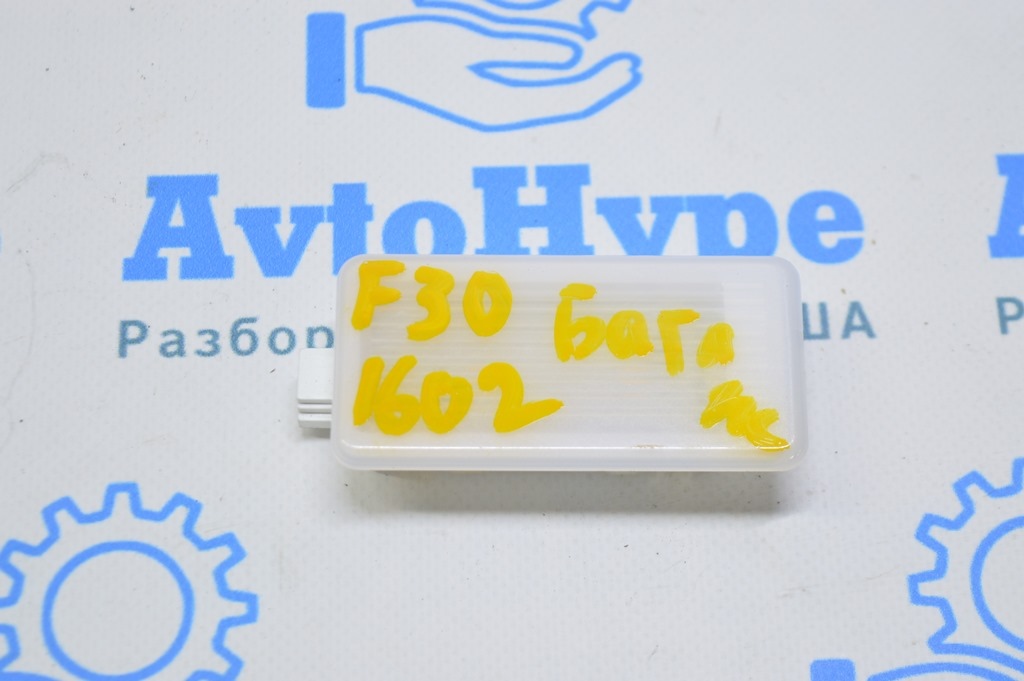 AvtoHype
Разбор ША
F30
Бага
ж
1602
А
Р